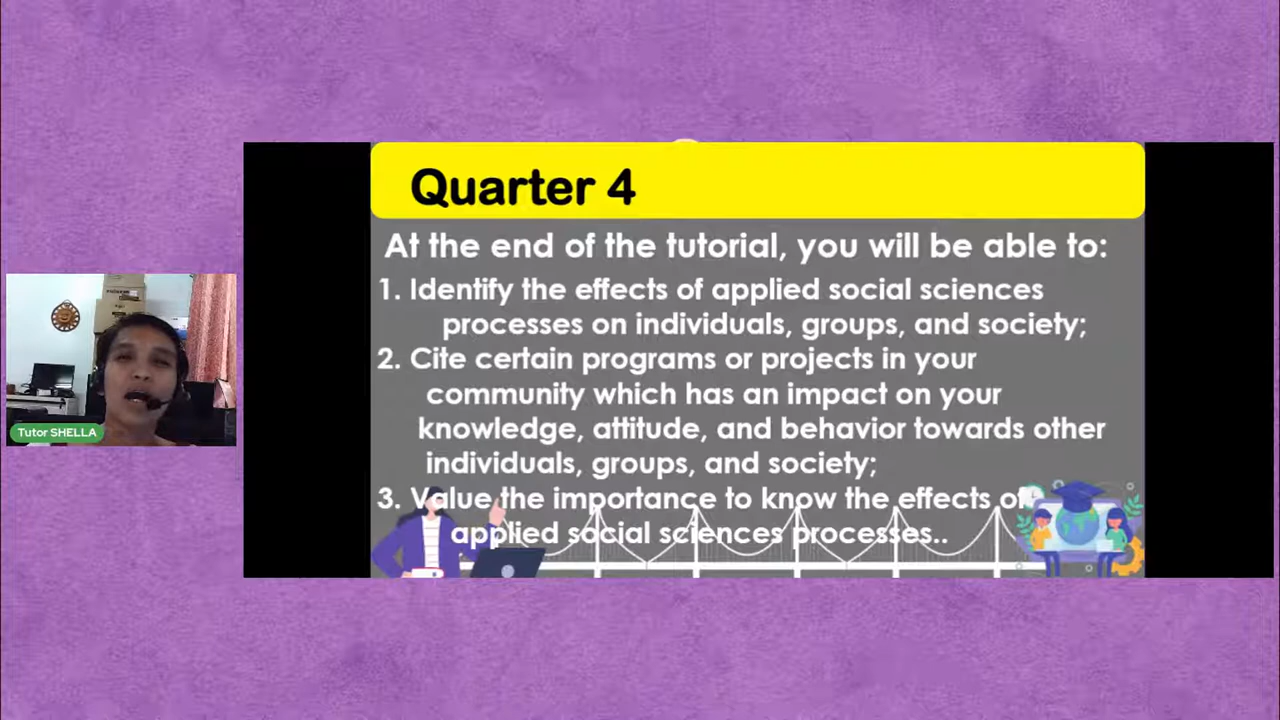 Quarter 4
At the end of the tutorial, you will be able to:
1. Identify the effects of applied social sciences
processes on individuals, groups, and society;
2. Cite certain programs or projects in your
community which has an impact on your
knowledge, attitude, and behavior towards other
individuals, groups, and society;
3. Value the importance to know the effects of
applied social sciences processes..
Tutor SHELLA